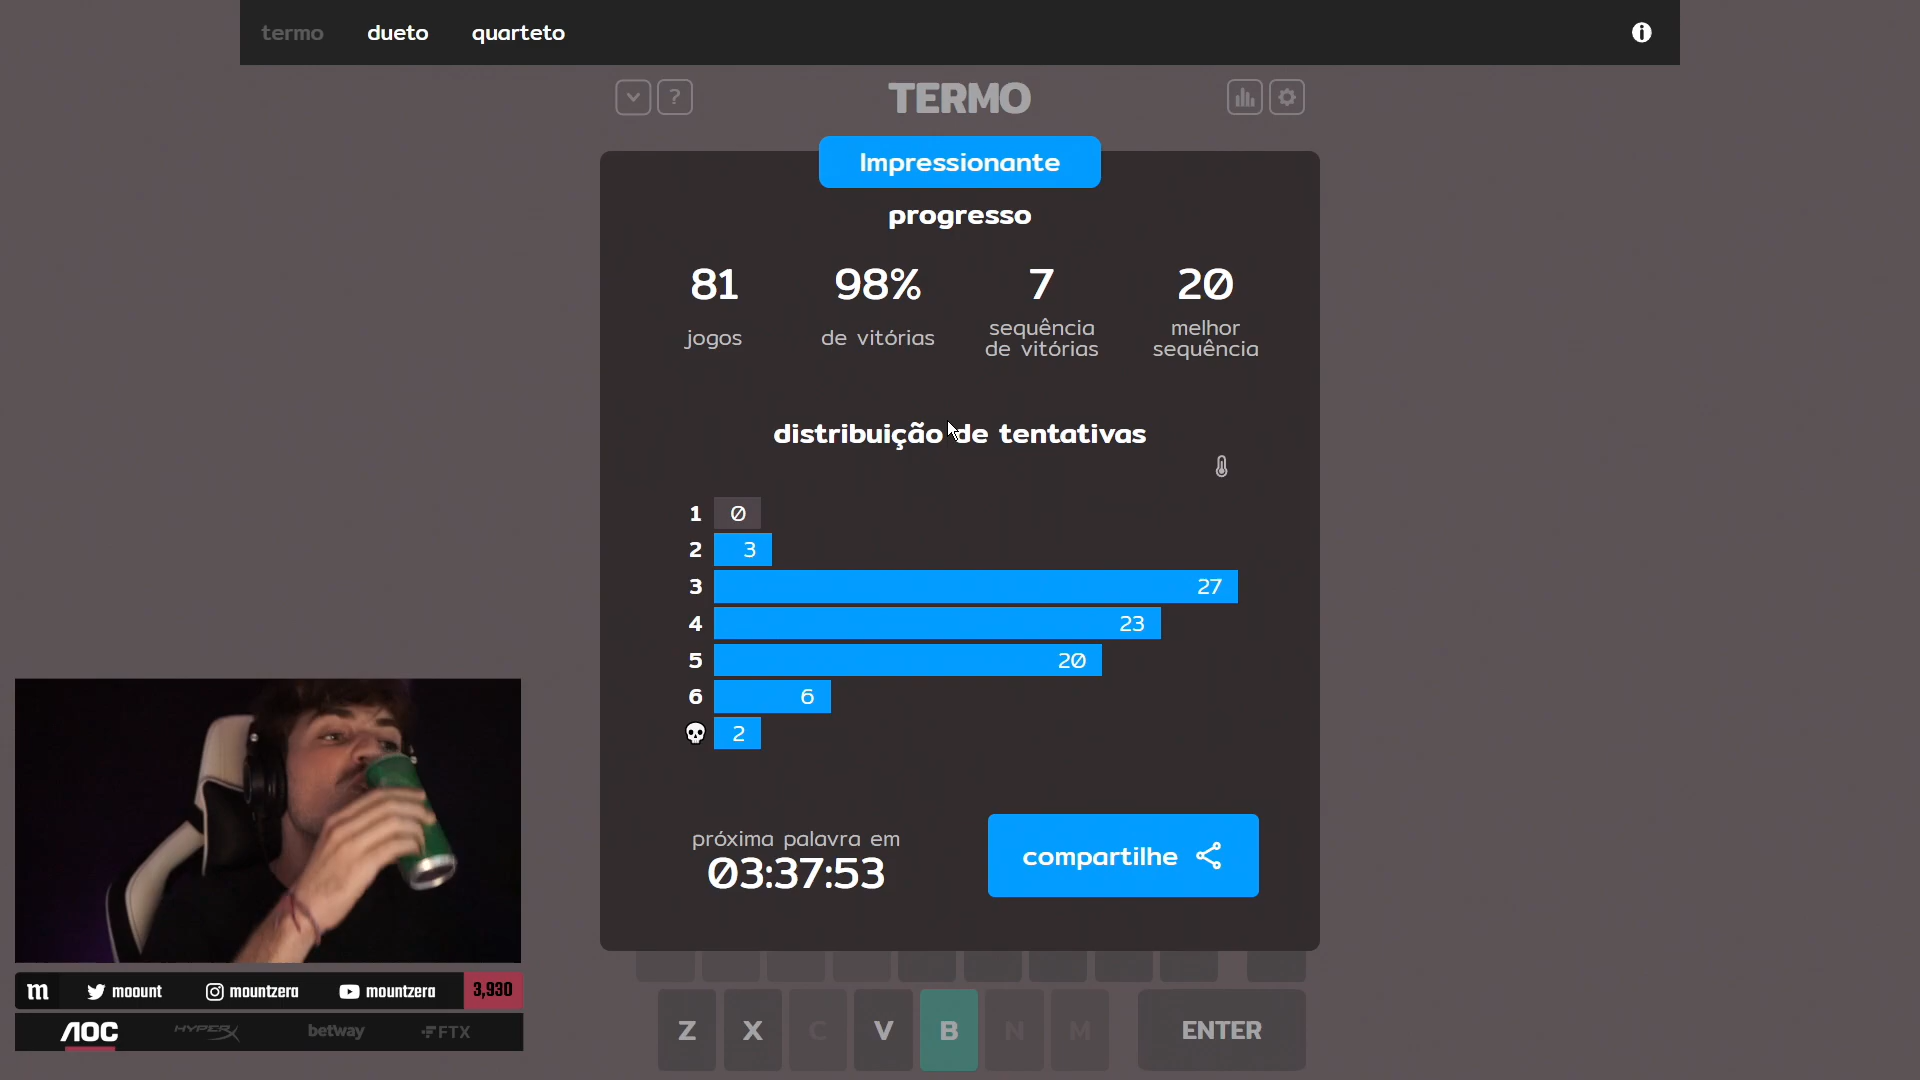 termo dueto quarteto
?
TERMO
Impressionante
progresso
81 98% 7 20
jogos de vitórias sequência de vitórias melhor sequência
distribuição de tentativas
1 0
2 3
3 27
4 23
5 20
6 6
2
próxima palavra em
03:37:53
compartilhe
m moount mountzera mountzera 3,930
AOC HYPERX betway FTX
Z X C V B N M ENTER